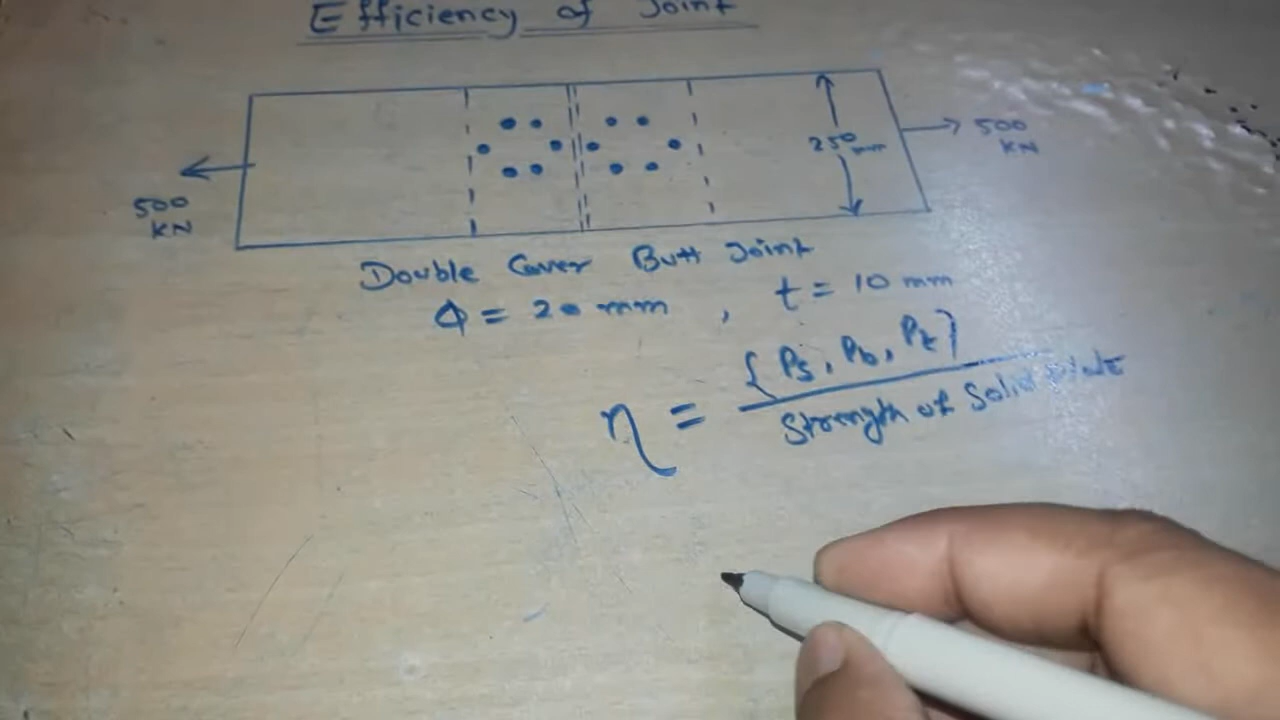 Efficiency of Joint
250 mm
500 KN
500 KN
Double Cover Butt Joint
Φ = 20 mm , t = 10 mm
η = {Ps, Pb, Pt} / Strength of Solid Plate